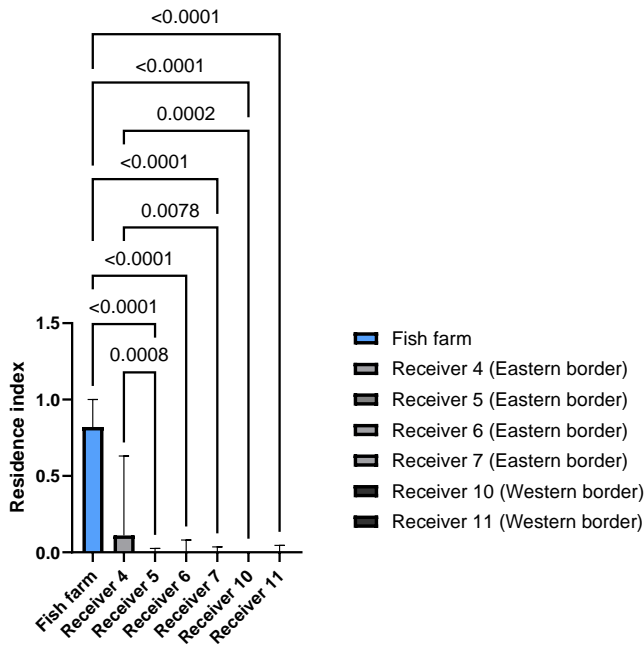 <0.0001
<0.0001
0.0002
<0.0001
0.0078
<0.0001
<0.0001
0.0008
1.5
1.0
0.5
0.0
Residence index
Fish farm
Receiver 4
Receiver 5
Receiver 6
Receiver 7
Receiver 10
Receiver 11
Fish farm
Receiver 4 (Eastern border)
Receiver 5 (Eastern border)
Receiver 6 (Eastern border)
Receiver 7 (Eastern border)
Receiver 10 (Western border)
Receiver 11 (Western border)